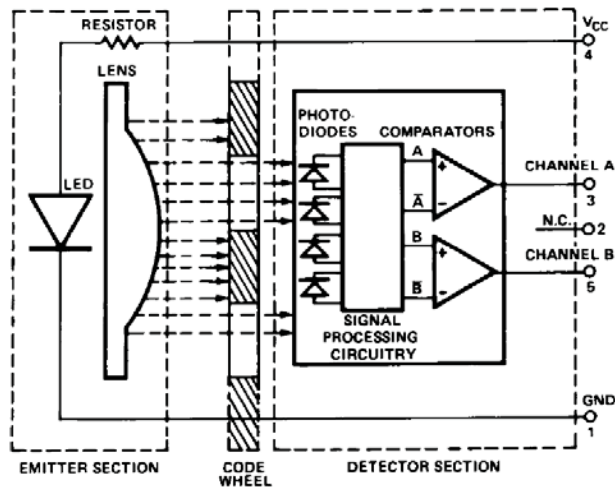 RESISTOR
VCC
4
LENS
PHOTO-
DIODES
COMPARATORS
LED
A
+
CHANNEL A
3
A̅
−
N.C.
2
B
+
CHANNEL B
5
B̅
−
SIGNAL
PROCESSING
CIRCUITRY
GND
1
EMITTER SECTION
CODE
WHEEL
DETECTOR SECTION